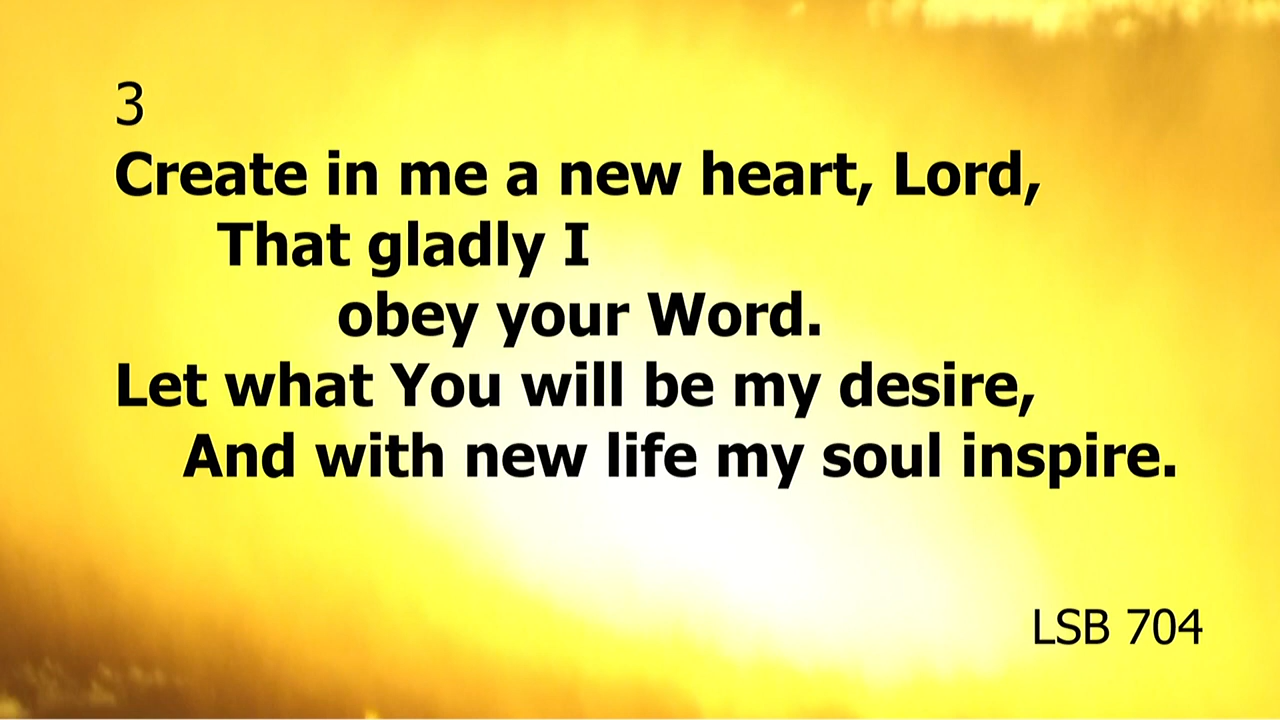 3
Create in me a new heart, Lord,
That gladly I
obey your Word.
Let what You will be my desire,
And with new life my soul inspire.
LSB 704